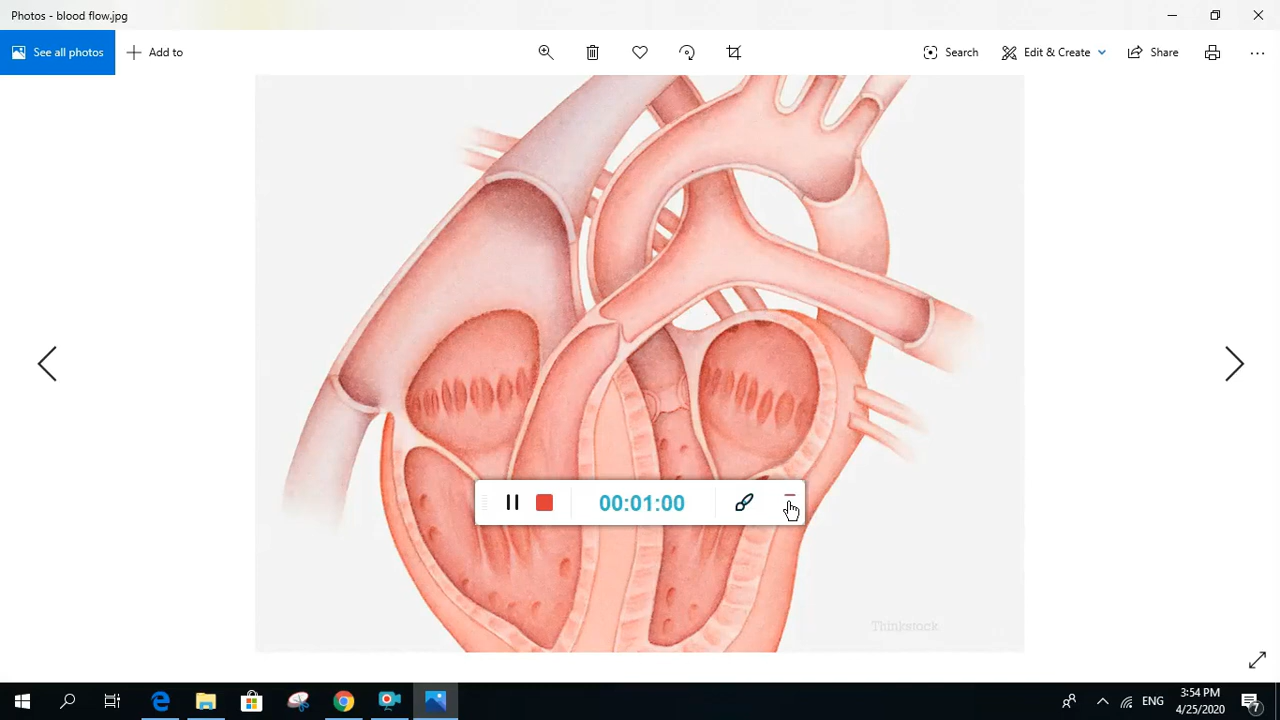 Photos - blood flow.jpg
See all photos
Add to
Search
Edit & Create
Share
00:01:00
Thinkstock
ENG
3:54 PM
4/25/2020
7